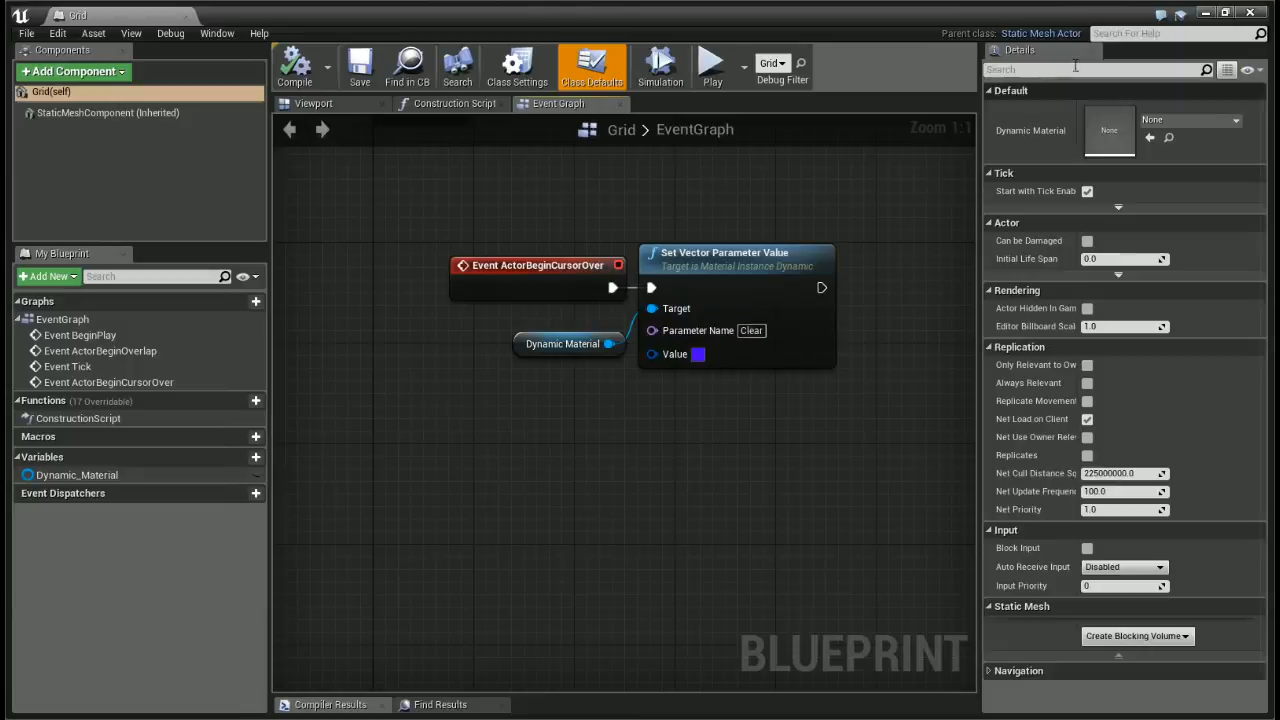 Grid
File Edit Asset View Debug Window Help
Parent class: Static Mesh Actor
Search For Help
Components
+Add Component
Grid(self)
StaticMeshComponent (Inherited)
My Blueprint
+Add New
Search
Graphs
EventGraph
Event BeginPlay
Event ActorBeginOverlap
Event Tick
Event ActorBeginCursorOver
Functions (17 Overridable)
ConstructionScript
Macros
Variables
Dynamic_Material
Event Dispatchers
Compile
Save
Find in CB
Class Settings
Class Defaults
Simulation
Play
Grid
Debug Filter
Viewport
Construction Script
Event Graph
Grid > EventGraph
Zoom 1:1
Event ActorBeginCursorOver
Dynamic Material
Set Vector Parameter Value
Target is Material Instance Dynamic
Target
Parameter Name Clear
Value
BLUEPRINT
Compiler Results
Find Results
Details
Search
Default
Dynamic Material
None
None
Tick
Start with Tick Enab
Actor
Can be Damaged
Initial Life Span 0.0
Rendering
Actor Hidden In Gam
Editor Billboard Scal 1.0
Replication
Only Relevant to Ow
Always Relevant
Replicate Movement
Net Load on Client
Net Use Owner Rele
Replicates
Net Cull Distance Sq 225000000.0
Net Update Frequenc 100.0
Net Priority 1.0
Input
Block Input
Auto Receive Input Disabled
Input Priority 0
Static Mesh
Create Blocking Volume
Navigation